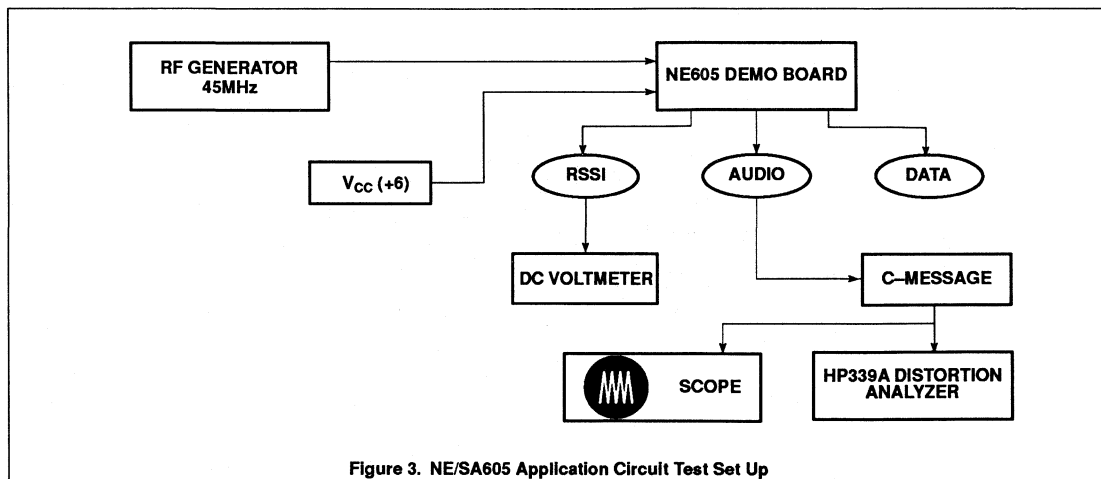 RF GENERATOR
45MHz
NE605 DEMO BOARD
VCC (+6)
RSSI
AUDIO
DATA
DC VOLTMETER
C–MESSAGE
SCOPE
HP339A DISTORTION
ANALYZER
Figure 3. NE/SA605 Application Circuit Test Set Up